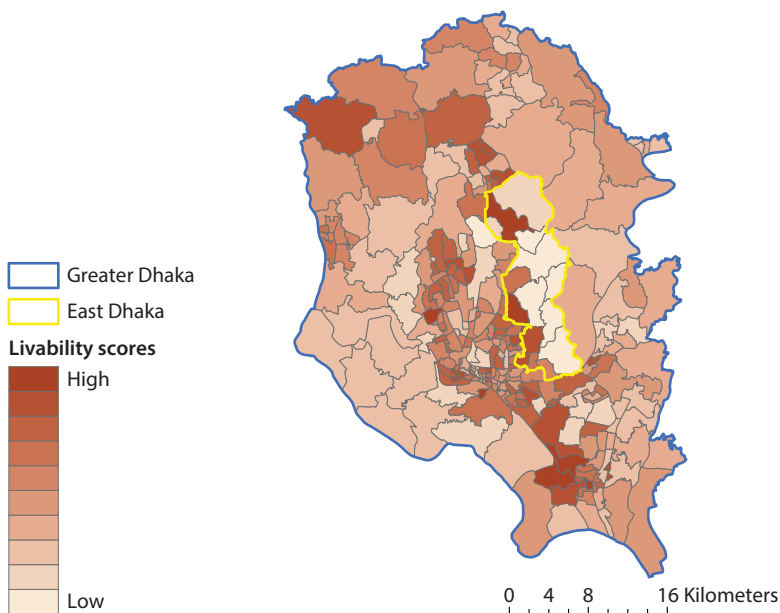 Greater Dhaka
East Dhaka
Livability scores
High
Low
0 4 8 16 Kilometers